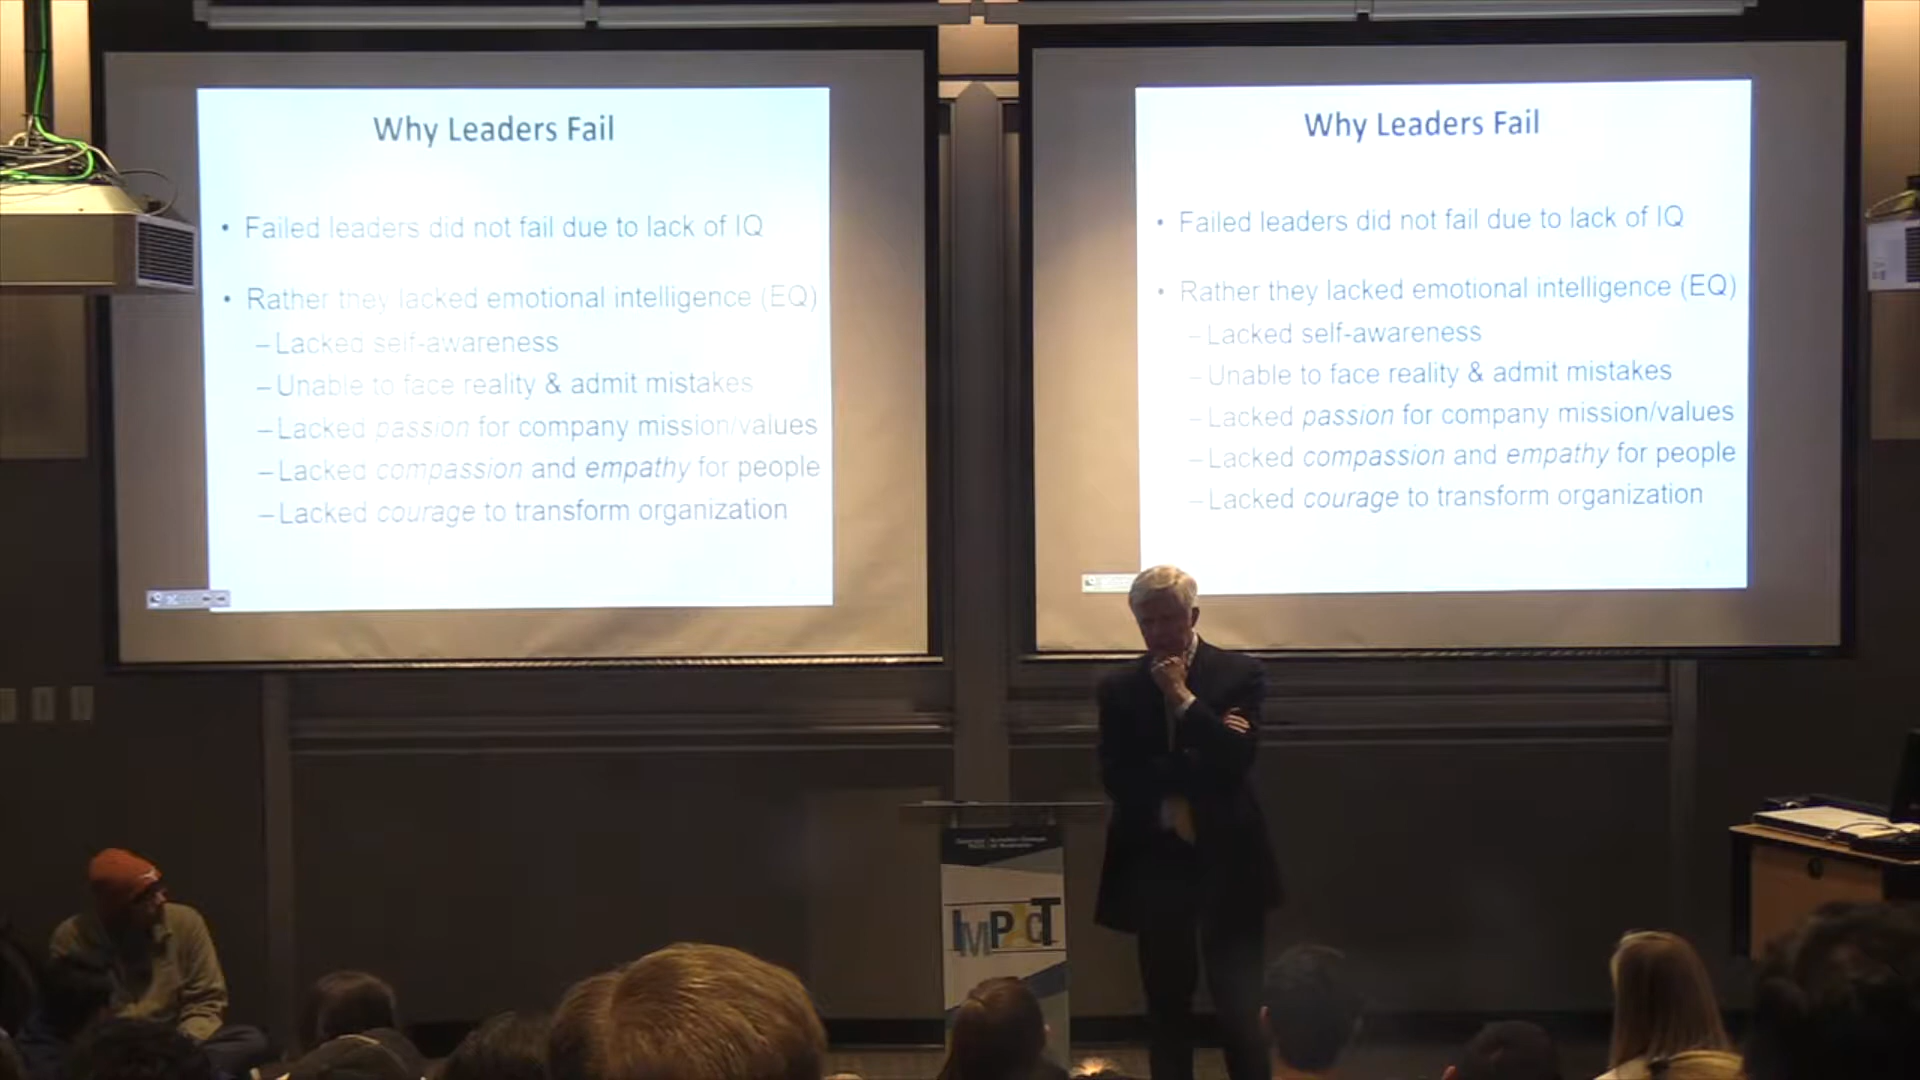 Why Leaders Fail
• Failed leaders did not fail due to lack of IQ
• Rather they lacked emotional intelligence (EQ)
– Lacked self-awareness
– Unable to face reality & admit mistakes
– Lacked passion for company mission/values
– Lacked compassion and empathy for people
– Lacked courage to transform organization
Why Leaders Fail
• Failed leaders did not fail due to lack of IQ
• Rather they lacked emotional intelligence (EQ)
– Lacked self-awareness
– Unable to face reality & admit mistakes
– Lacked passion for company mission/values
– Lacked compassion and empathy for people
– Lacked courage to transform organization
IMPACT